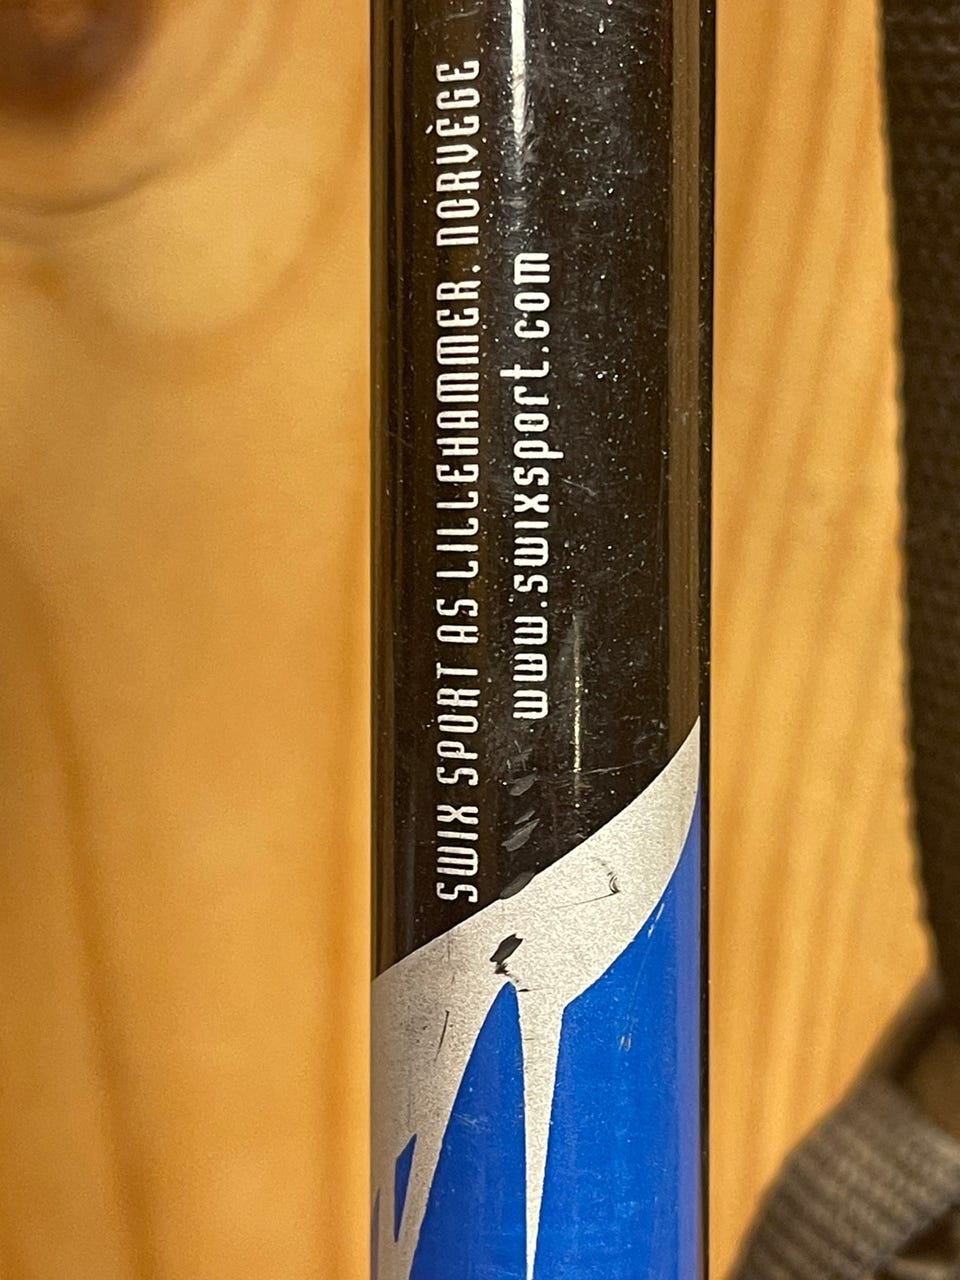 SWIX SPORT AS LILLEHAMMER, NORVÈGE
www.swixsport.com